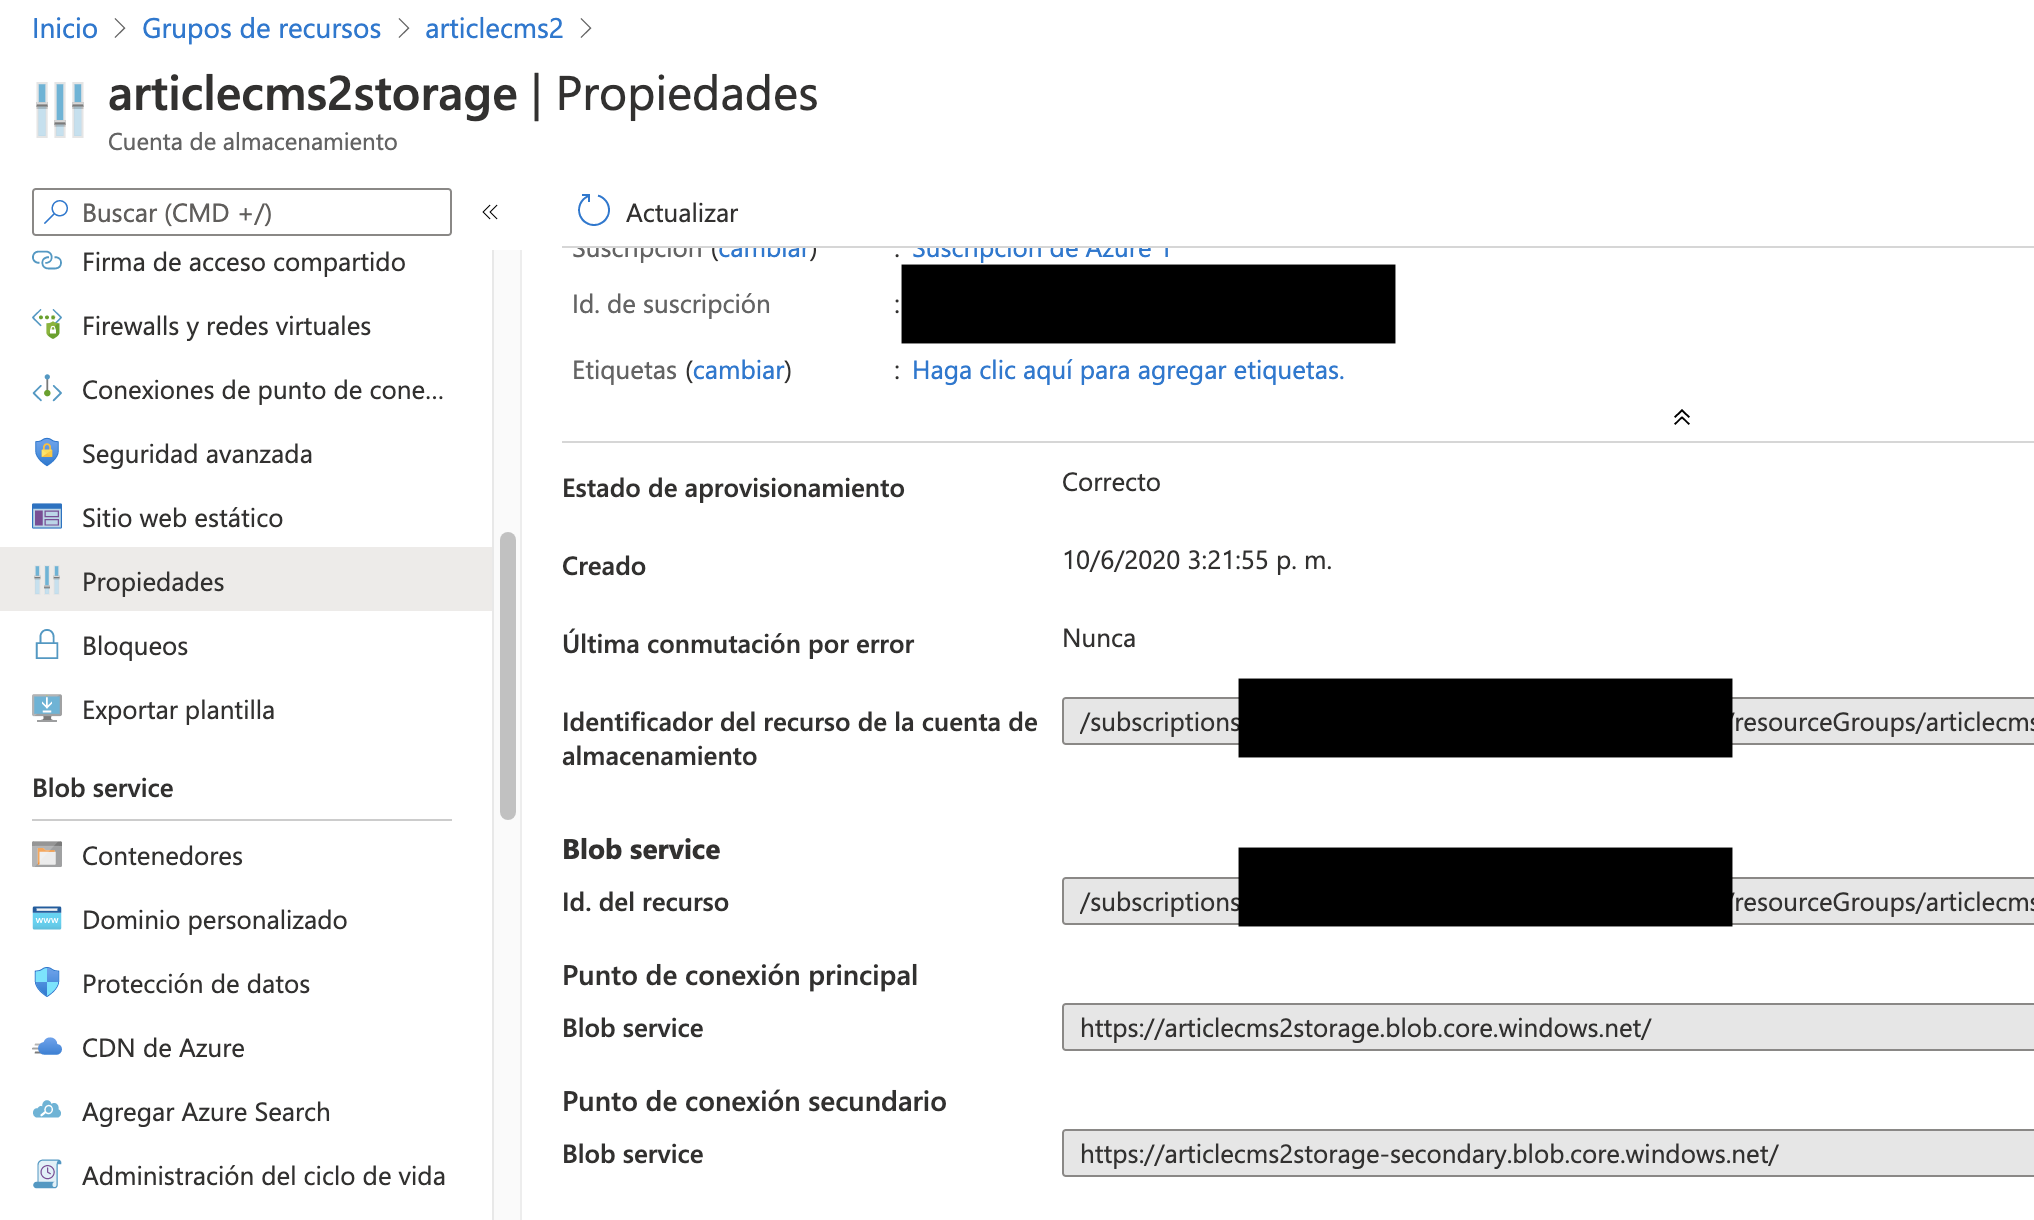 Inicio > Grupos de recursos > articlecms2 >
articlecms2storage | Propiedades
Cuenta de almacenamiento
Buscar (CMD +/)
«
Firma de acceso compartido
Firewalls y redes virtuales
Conexiones de punto de cone...
Seguridad avanzada
Sitio web estático
Propiedades
Bloqueos
Exportar plantilla
Blob service
Contenedores
www
Dominio personalizado
Protección de datos
CDN de Azure
Agregar Azure Search
Administración del ciclo de vida
Actualizar
Suscripción (cambiar) : Suscripción de Azure 1
Id. de suscripción :
Etiquetas (cambiar) : Haga clic aquí para agregar etiquetas.
Estado de aprovisionamiento Correcto
Creado 10/6/2020 3:21:55 p. m.
Última conmutación por error Nunca
Identificador del recurso de la cuenta de almacenamiento /subscriptions /resourceGroups/articlecms
Blob service
Id. del recurso /subscriptions /resourceGroups/articlecms
Punto de conexión principal
Blob service https://articlecms2storage.blob.core.windows.net/
Punto de conexión secundario
Blob service https://articlecms2storage-secondary.blob.core.windows.net/